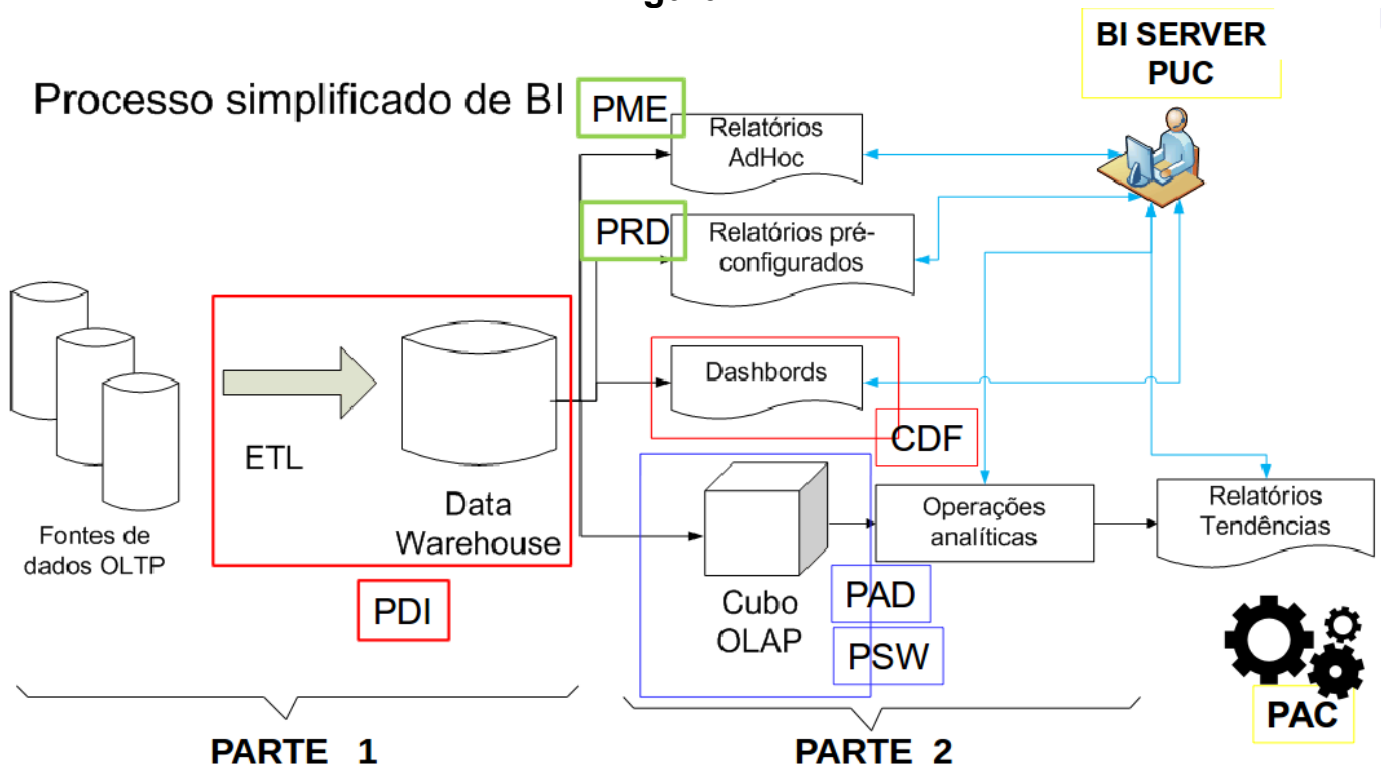 BI SERVER
PUC
Processo simplificado de BI
PME
Relatórios
AdHoc
PRD
Relatórios pré-
configurados
Dashbords
CDF
ETL
Data
Warehouse
Fontes de
dados OLTP
PDI
Operações
analíticas
Relatórios
Tendências
Cubo
OLAP
PAD
PSW
PAC
PARTE 1
PARTE 2